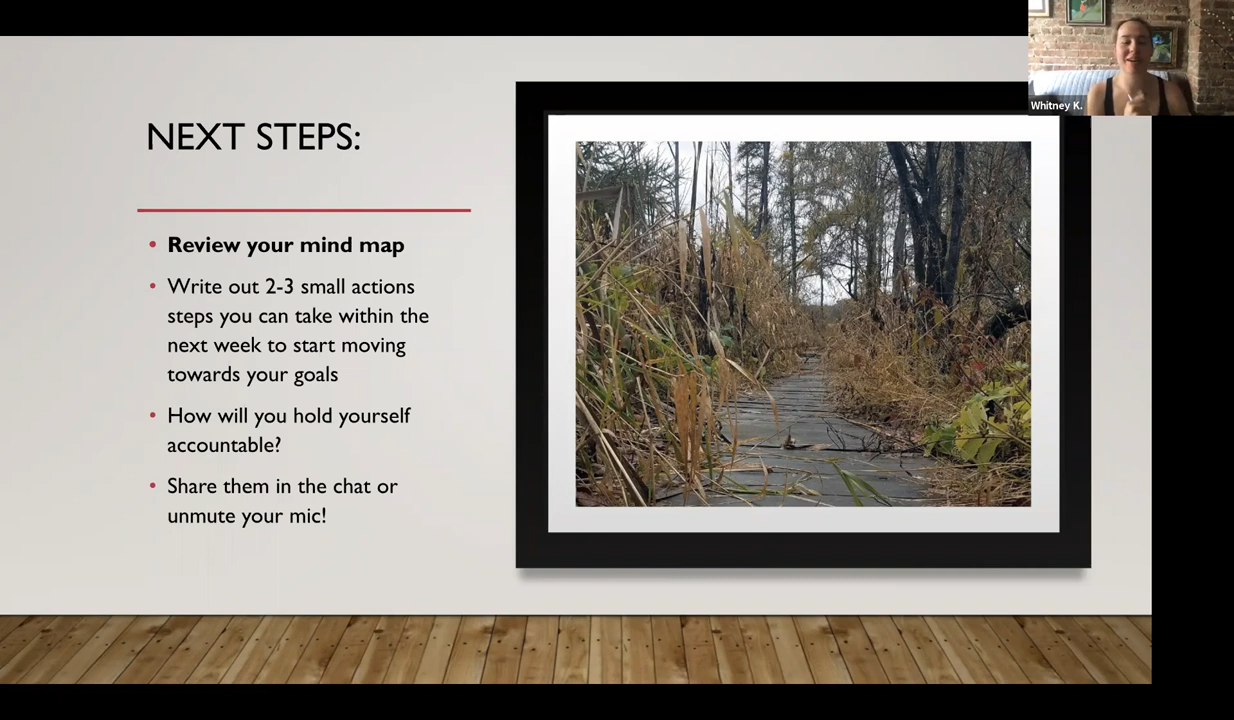 NEXT STEPS:
• Review your mind map
• Write out 2-3 small actions
steps you can take within the
next week to start moving
towards your goals
• How will you hold yourself
accountable?
• Share them in the chat or
unmute your mic!
Whitney K.